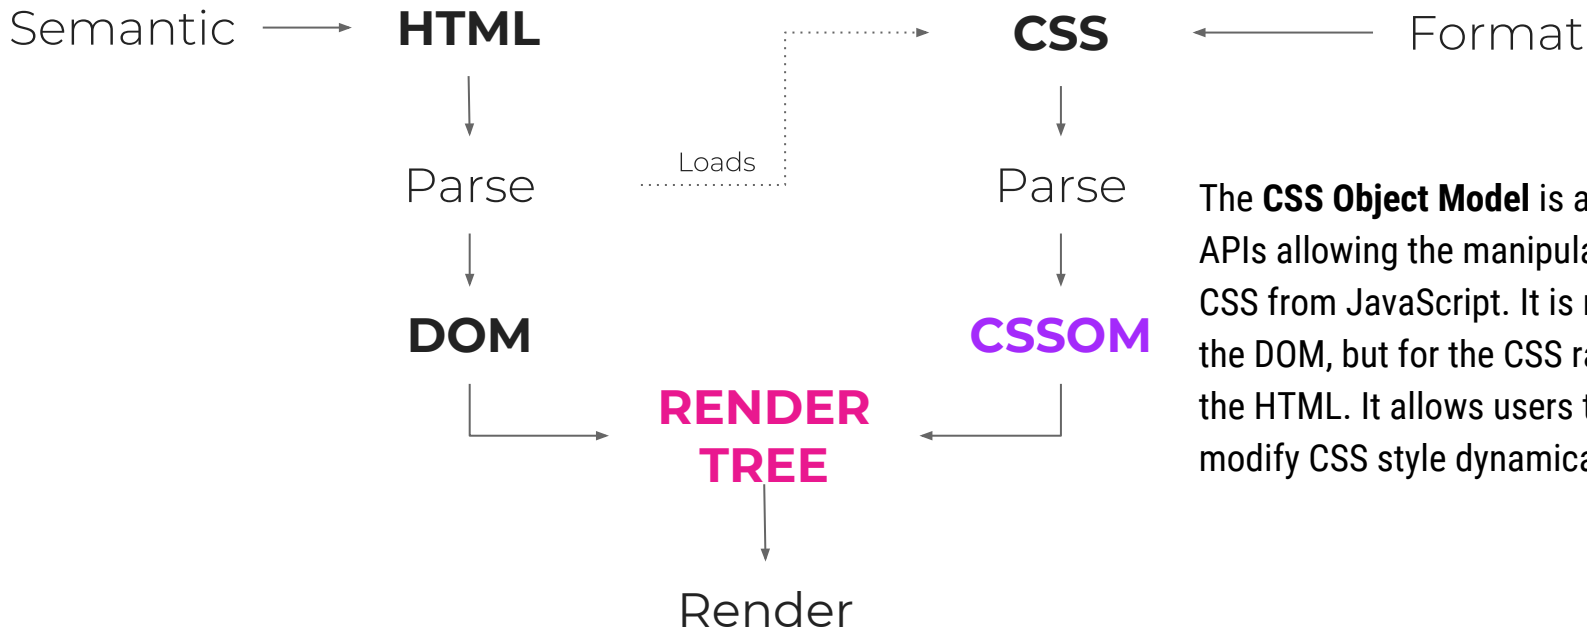 Semantic
HTML
CSS
Format
Loads
Parse
Parse
The CSS Object Model is a
APIs allowing the
CSS from JavaScript. It is
the DOM, but for the CSS
the HTML. It allows users
modify CSS style
DOM
CSSOM
RENDER
TREE
Render